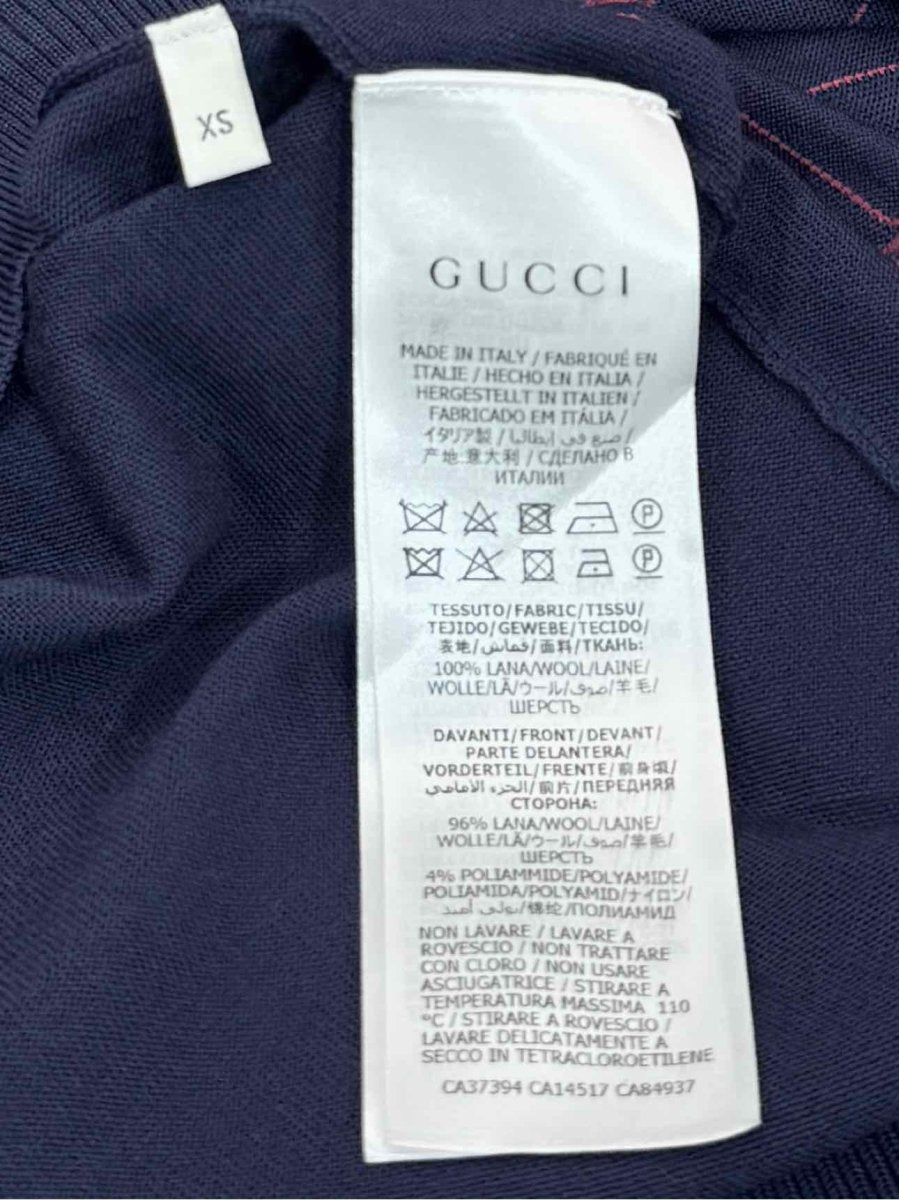 XS
GUCCI
MADE IN ITALY / FABRIQUÉ EN
ITALIE / HECHO EN ITALIA /
HERGESTELLT IN ITALIEN /
FABRICADO EM ITÁLIA /
イタリア製 / صنع في إيطاليا /
产地:意大利 / СДЕЛАНО В
ИТАЛИИ
P
P
TESSUTO/FABRIC/TISSU/
TEJIDO/GEWEBE/TECIDO/
表地/قماش/面料/ТКАНЬ:
100% LANA/WOOL/LAINE/
WOLLE/LÃ/ウール/صوف/羊毛/
ШЕРСТЬ
DAVANTI/FRONT/DEVANT/
PARTE DELANTERA/
VORDERTEIL/FRENTE/前身頃/
الجزء الأمامي/前片/ПЕРЕДНЯЯ
СТОРОНА:
96% LANA/WOOL/LAINE/
WOLLE/LÃ/ウール/صوف/羊毛/
ШЕРСТЬ
4% POLIAMMIDE/POLYAMIDE/
POLIAMIDA/POLYAMID/ナイロン/
بولي أميد/锦纶/ПОЛИАМИД
NON LAVARE / LAVARE A
ROVESCIO / NON TRATTARE
CON CLORO / NON USARE
ASCIUGATRICE / STIRARE A
TEMPERATURA MASSIMA 110
°C / STIRARE A ROVESCIO /
LAVARE DELICATAMENTE A
SECCO IN TETRACLOROETILENE
CA37394 CA14517 CA84937